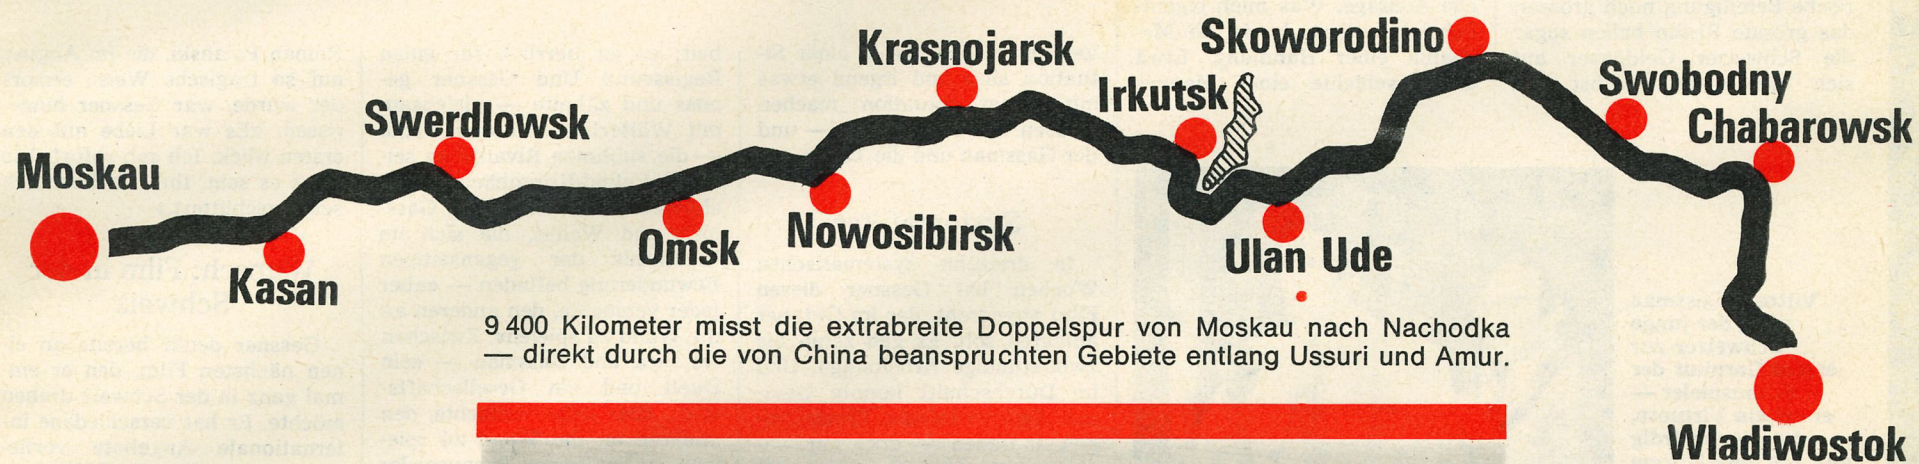 Moskau
Kasan
Swerdlowsk
Omsk
Nowosibirsk
Krasnojarsk
Irkutsk
Ulan Ude
Skoworodino
Swobodny
Chabarowsk
Wladiwostok
9 400 Kilometer misst die extrabreite Doppelspur von Moskau nach Nachodka
— direkt durch die von China beanspruchten Gebiete entlang Ussuri und Amur.